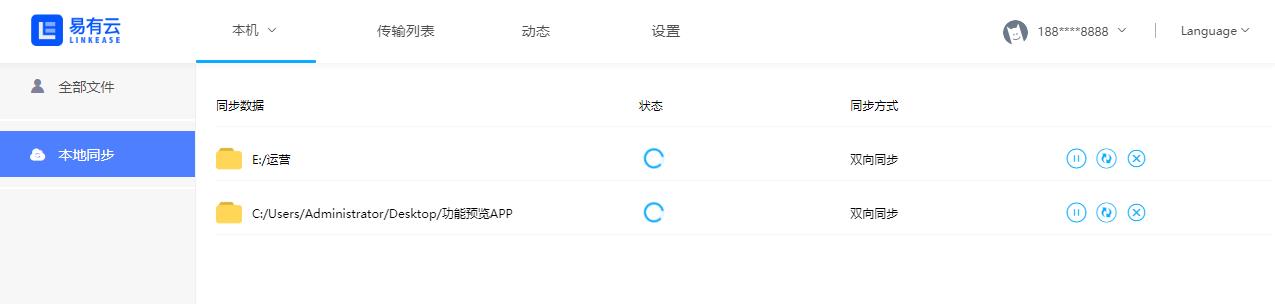 易有云
LINKEASE
本机
传输列表
动态
设置
188****8888
Language
全部文件
本地同步
同步数据
状态
同步方式
E:/运营
双向同步
C:/Users/Administrator/Desktop/功能预览APP
双向同步